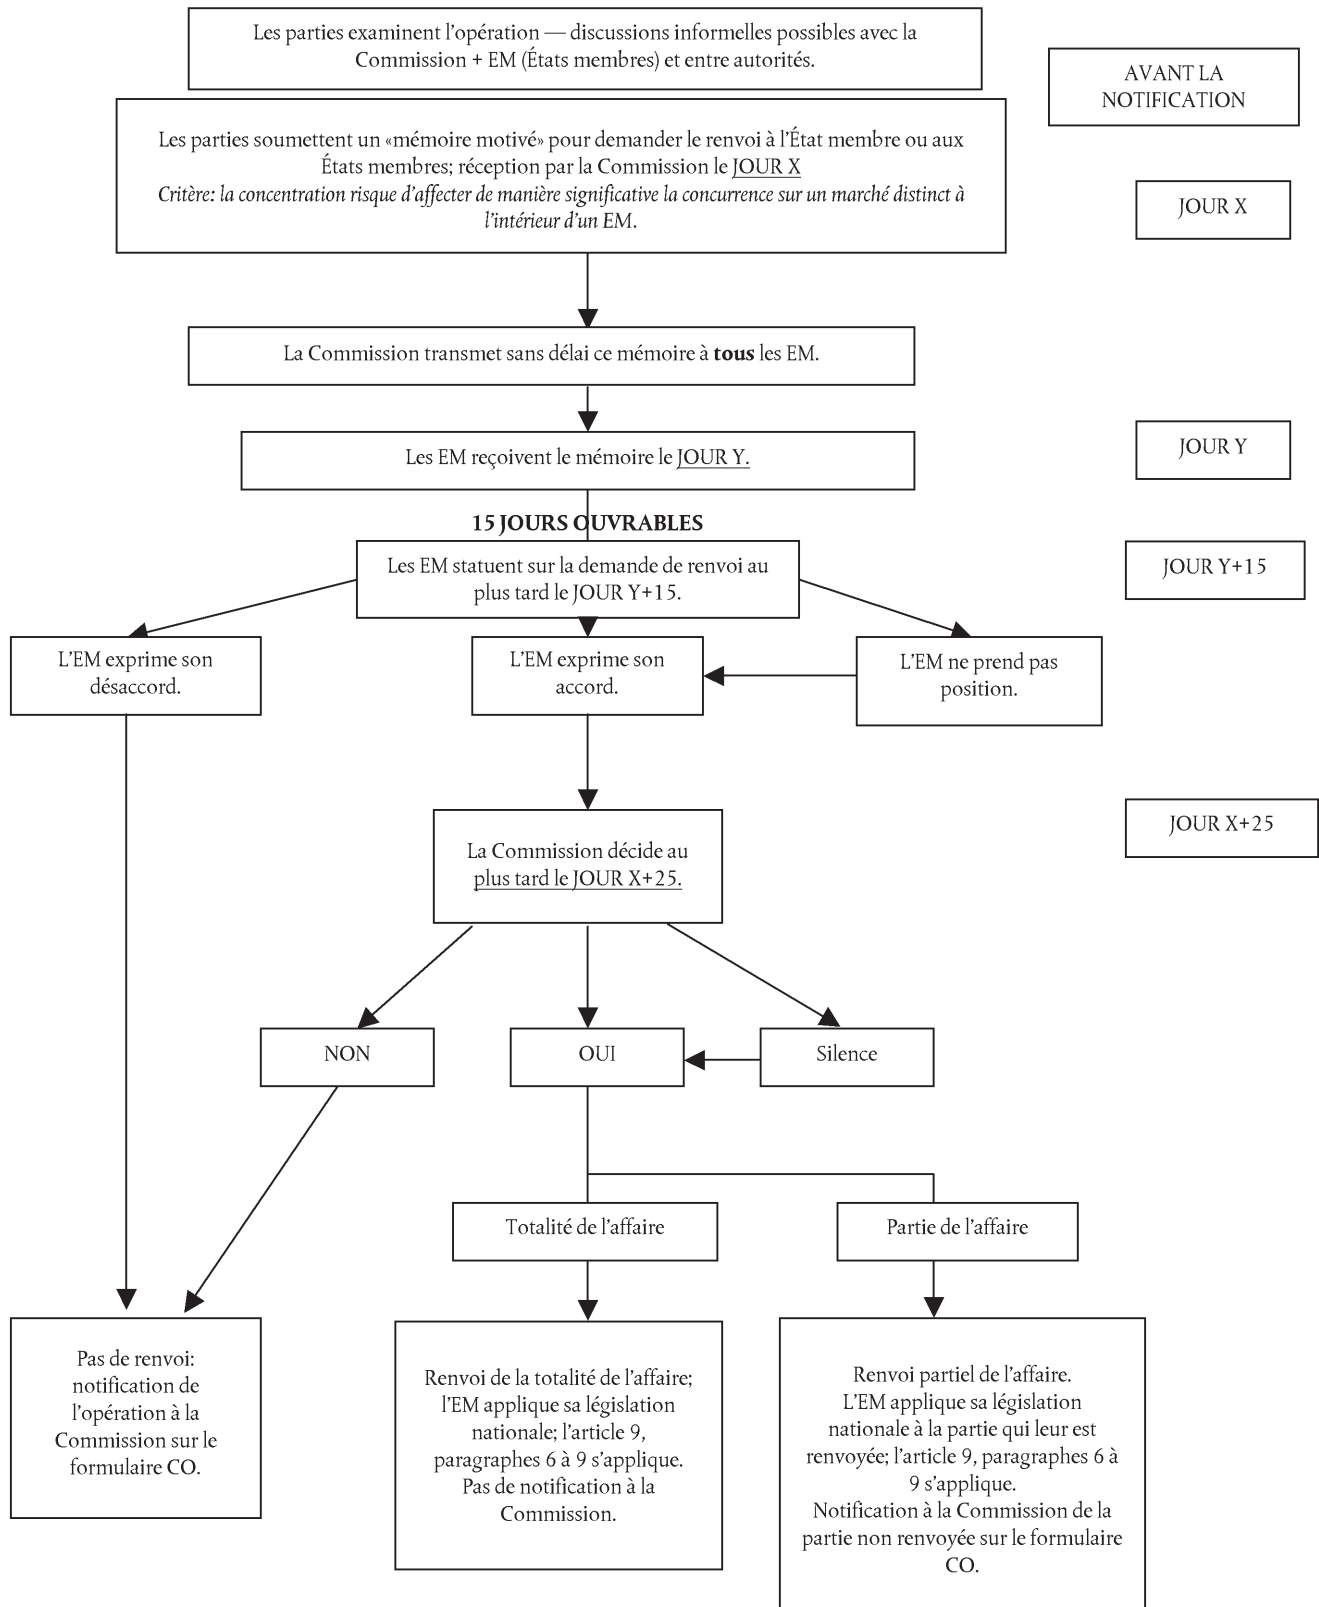 Les parties examinent l'opération — discussions informelles possibles avec la
Commission + EM (États membres) et entre autorités.
AVANT LA
NOTIFICATION
Les parties soumettent un «mémoire motivé» pour demander le renvoi à l'État membre ou aux
États membres; réception par la Commission le JOUR X
Critère: la concentration risque d'affecter de manière significative la concurrence sur un marché distinct à
l'intérieur d'un EM.
JOUR X
La Commission transmet sans délai ce mémoire à tous les EM.
Les EM reçoivent le mémoire le JOUR Y.
JOUR Y
15 JOURS OUVRABLES
Les EM statuent sur la demande de renvoi au
plus tard le JOUR Y+15.
JOUR Y+15
L'EM exprime son
désaccord.
L'EM exprime son
accord.
L'EM ne prend pas
position.
La Commission décide au
plus tard le JOUR X+25.
JOUR X+25
NON
OUI
Silence
Totalité de l'affaire
Partie de l'affaire
Pas de renvoi:
notification de
l'opération à la
Commission sur le
formulaire CO.
Renvoi de la totalité de l'affaire;
l'EM applique sa législation
nationale; l'article 9,
paragraphes 6 à 9 s'applique.
Pas de notification à la
Commission.
Renvoi partiel de l'affaire.
L'EM applique sa législation
nationale à la partie qui leur est
renvoyée; l'article 9, paragraphes 6 à
9 s'applique.
Notification à la Commission de la
partie non renvoyée sur le formulaire
CO.